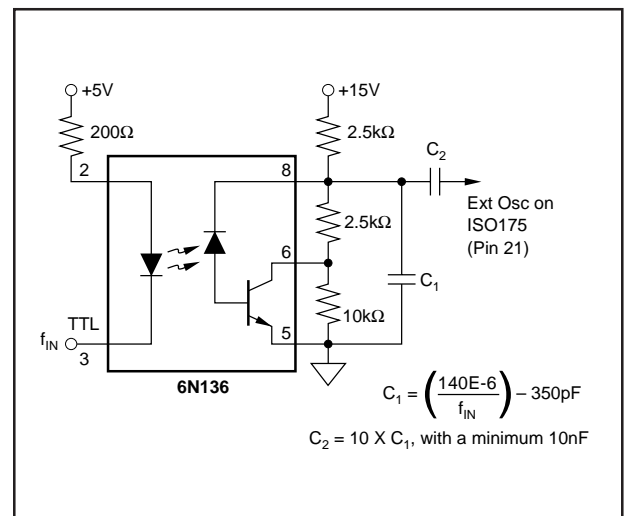 +5V
+15V
200Ω
2.5kΩ
C2
2
8
Ext Osc on
ISO175
(Pin 21)
2.5kΩ
6
C1
10kΩ
TTL
fIN
3
5
6N136
C1 = (140E-6 / fIN) – 350pF
C2 = 10 X C1, with a minimum 10nF